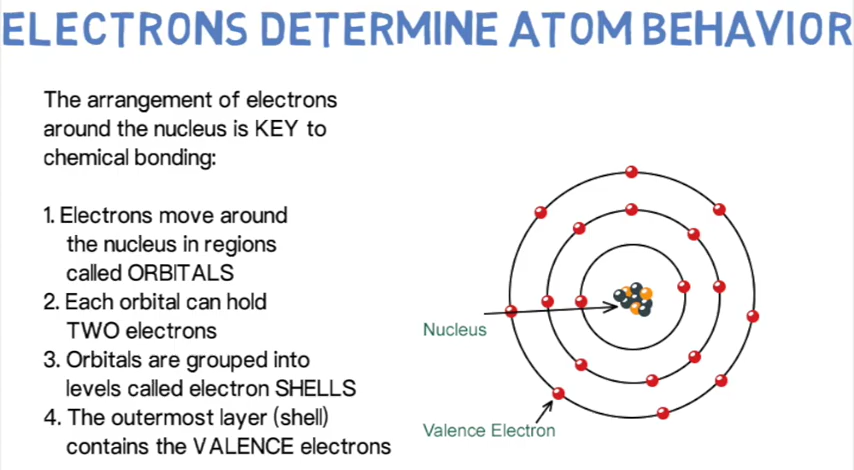 ELECTRONS DETERMINE ATOM BEHAVIOR
The arrangement of electrons
around the nucleus is KEY to
chemical bonding:
1. Electrons move around
the nucleus in regions
called ORBITALS
2. Each orbital can hold
TWO electrons
3. Orbitals are grouped into
levels called electron SHELLS
4. The outermost layer (shell)
contains the VALENCE electrons
Nucleus
Valence Electron